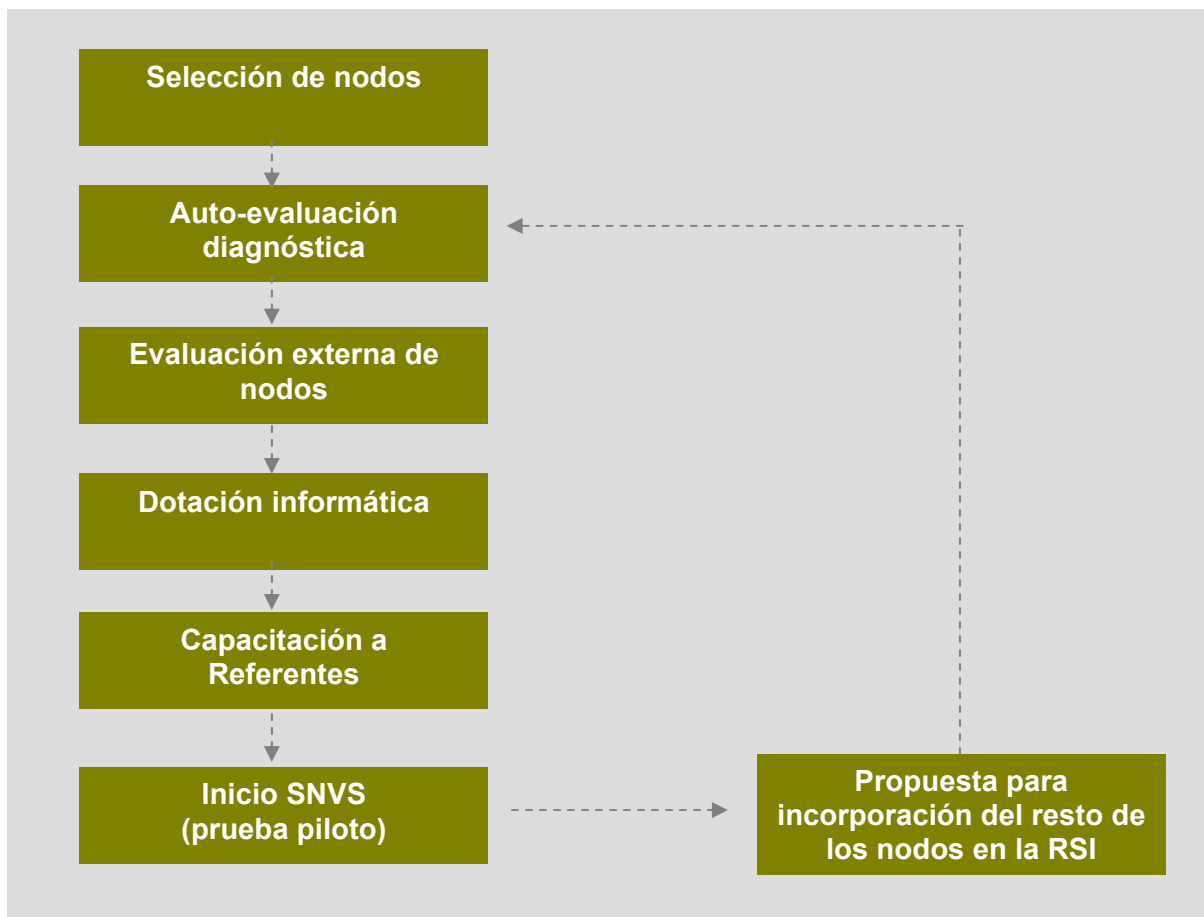 Selección de nodos
Auto-evaluación
diagnóstica
Evaluación externa de
nodos
Dotación informática
Capacitación a
Referentes
Inicio SNVS
(prueba piloto)
Propuesta para
incorporación del resto de
los nodos en la RSI